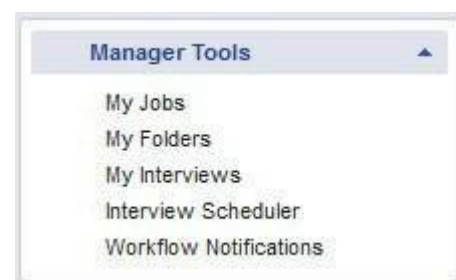 Manager Tools
My Jobs
My Folders
My Interviews
Interview Scheduler
Workflow Notifications